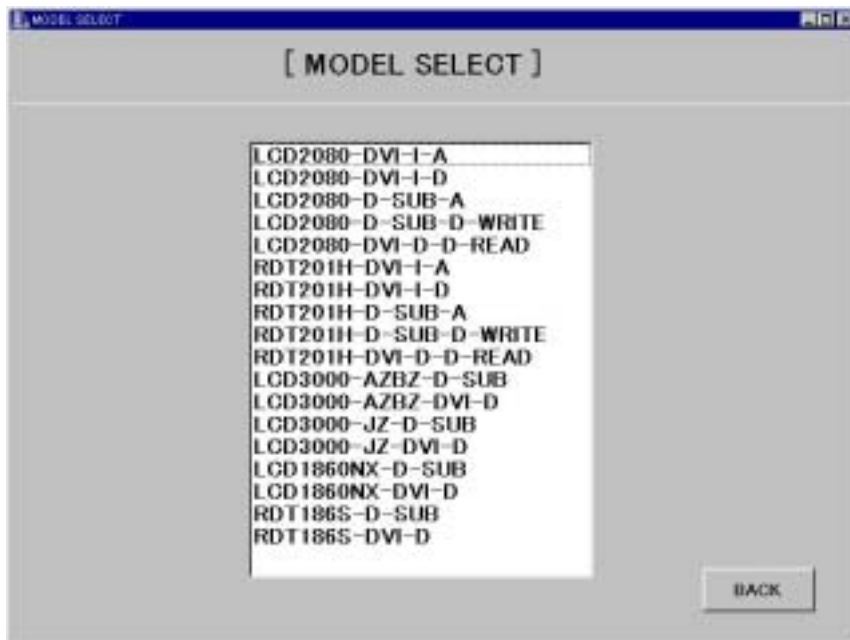 MODEL SELECT
[ MODEL SELECT ]
LCD2080-DVI-I-A
LCD2080-DVI-I-D
LCD2080-D-SUB-A
LCD2080-D-SUB-D-WRITE
LCD2080-DVI-D-D-READ
RDT201H-DVI-I-A
RDT201H-DVI-I-D
RDT201H-D-SUB-A
RDT201H-D-SUB-D-WRITE
RDT201H-DVI-D-D-READ
LCD3000-AZBZ-D-SUB
LCD3000-AZBZ-DVI-D
LCD3000-JZ-D-SUB
LCD3000-JZ-DVI-D
LCD1860NX-D-SUB
LCD1860NX-DVI-D
RDT186S-D-SUB
RDT186S-DVI-D
BACK